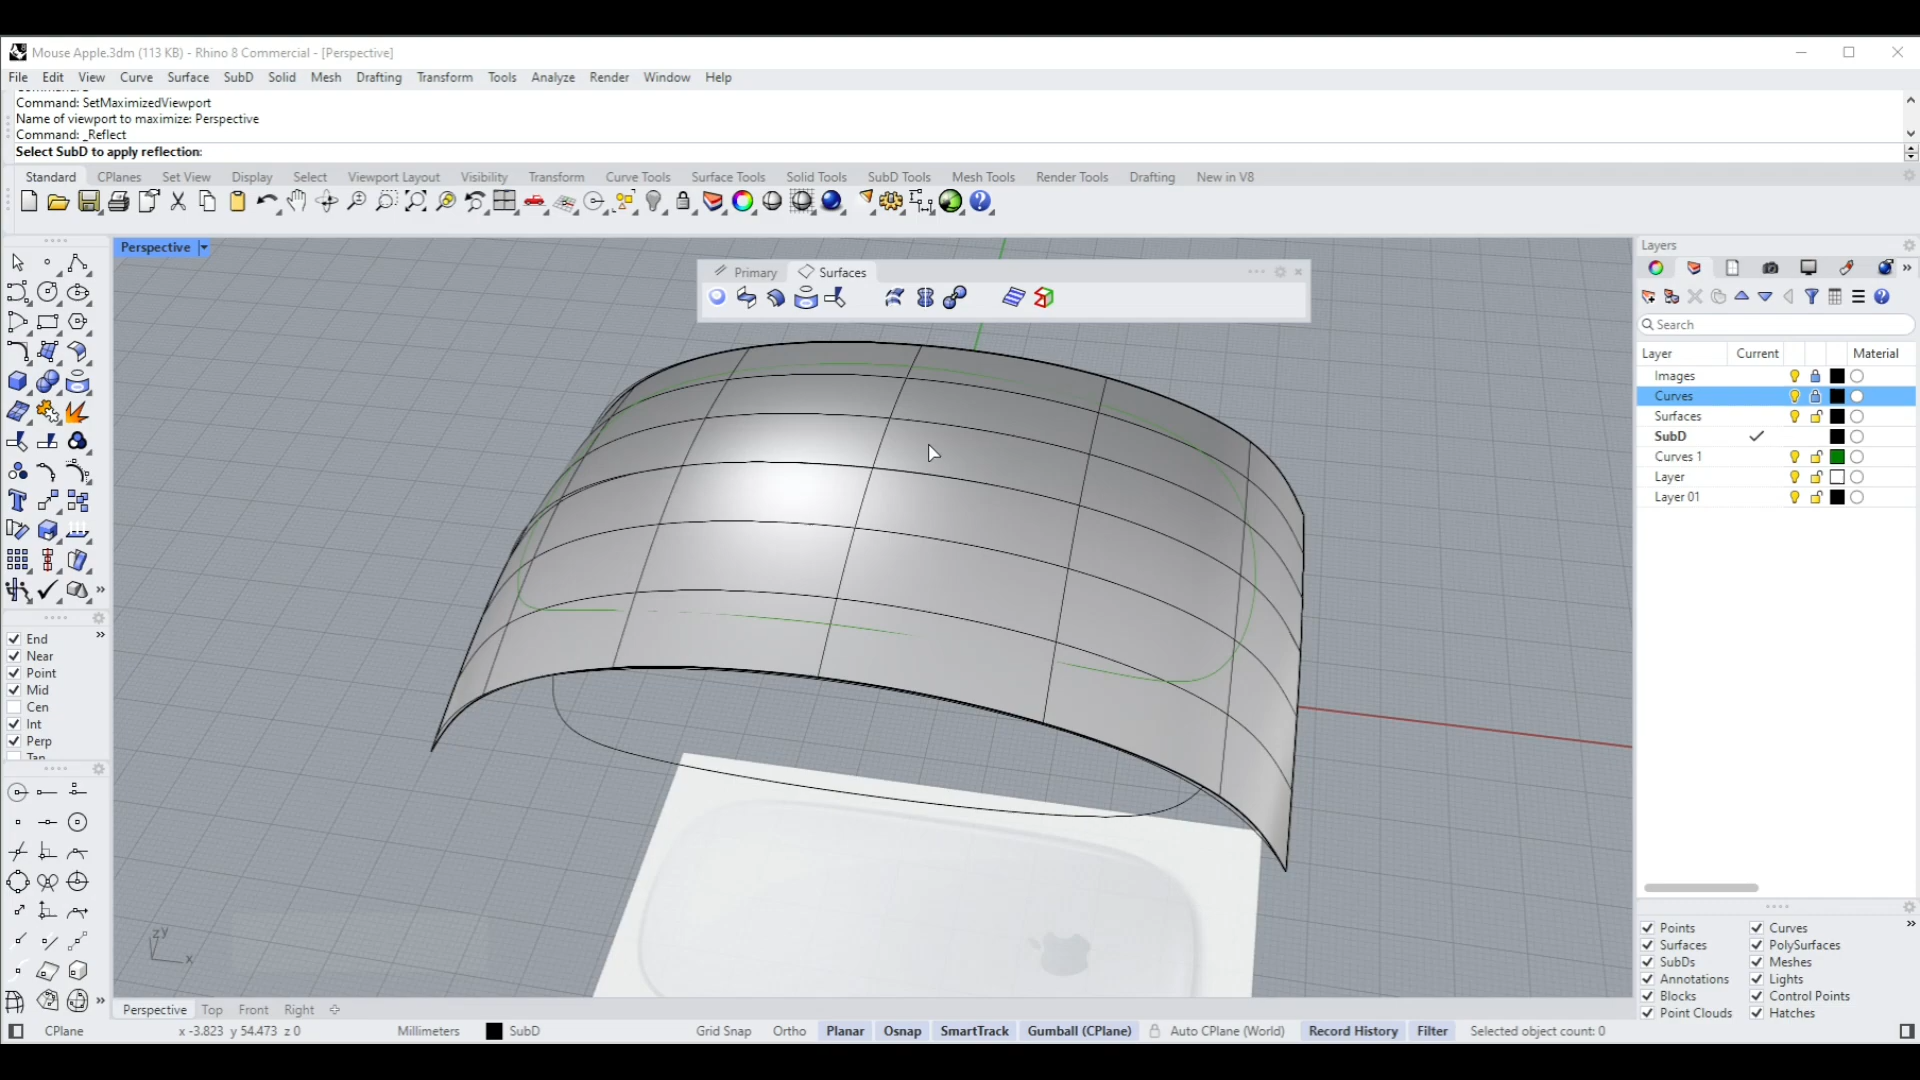 Mouse Apple.3dm (113 KB) - Rhino 8 Commercial - [Perspective]
File Edit View Curve Surface SubD Solid Mesh Drafting Transform Tools Analyze Render Window Help
Command: SetMaximizedViewport
Name of viewport to maximize: Perspective
Command: _Reflect
Select SubD to apply reflection:
Standard CPlanes Set View Display Select Viewport Layout Visibility Transform Curve Tools Surface Tools Solid Tools SubD Tools Mesh Tools Render Tools Drafting New in V8
Perspective
Primary Surfaces
Layers
Search
Layer Current Material
Images
Curves
Surfaces
SubD
Curves 1
Layer
Layer 01
End
Near
Point
Mid
Cen
Int
Perp
zy
x
Points Curves
Surfaces PolySurfaces
SubDs Meshes
Annotations Lights
Blocks Control Points
Point Clouds Hatches
Perspective Top Front Right
CPlane x -3.823 y 54.473 z 0 Millimeters SubD Grid Snap Ortho Planar Osnap SmartTrack Gumball (CPlane) Auto CPlane (World) Record History Filter Selected object count: 0